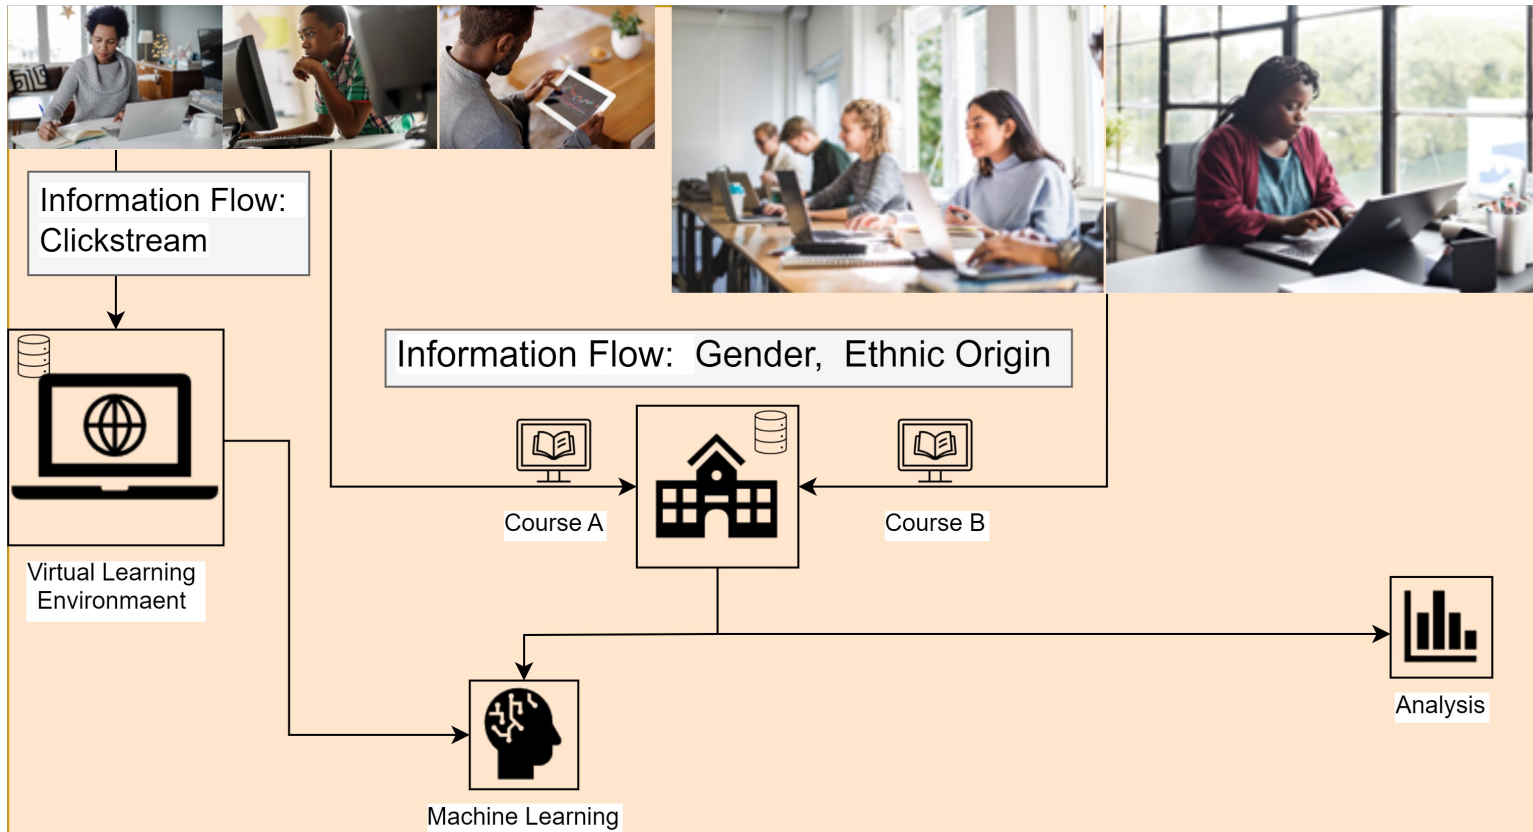 Information Flow:
Clickstream
Information Flow:  Gender,  Ethnic Origin
Course A
Course B
Virtual Learning
Environmaent
Analysis
Machine Learning